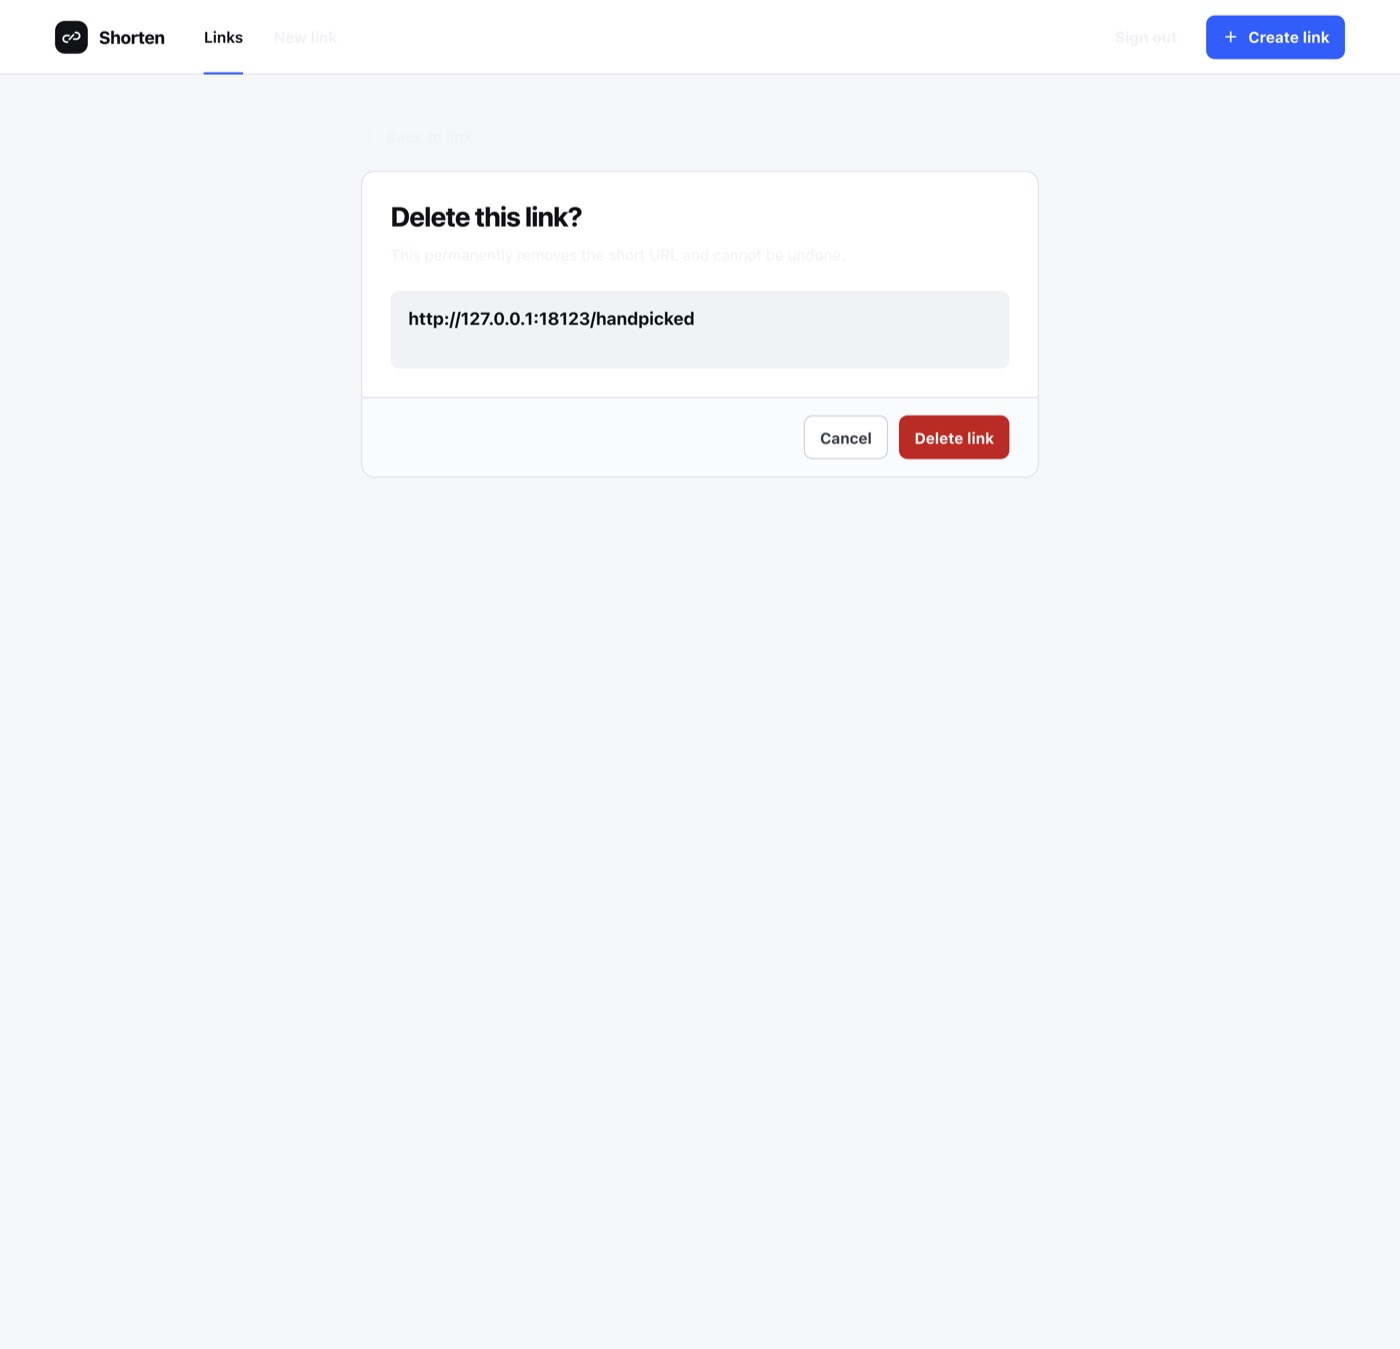 Shorten
Links
New link
Sign out
+ Create link
Back to link
Delete this link?
This permanently removes the short URL and cannot be undone.
http://127.0.0.1:18123/handpicked
Cancel
Delete link